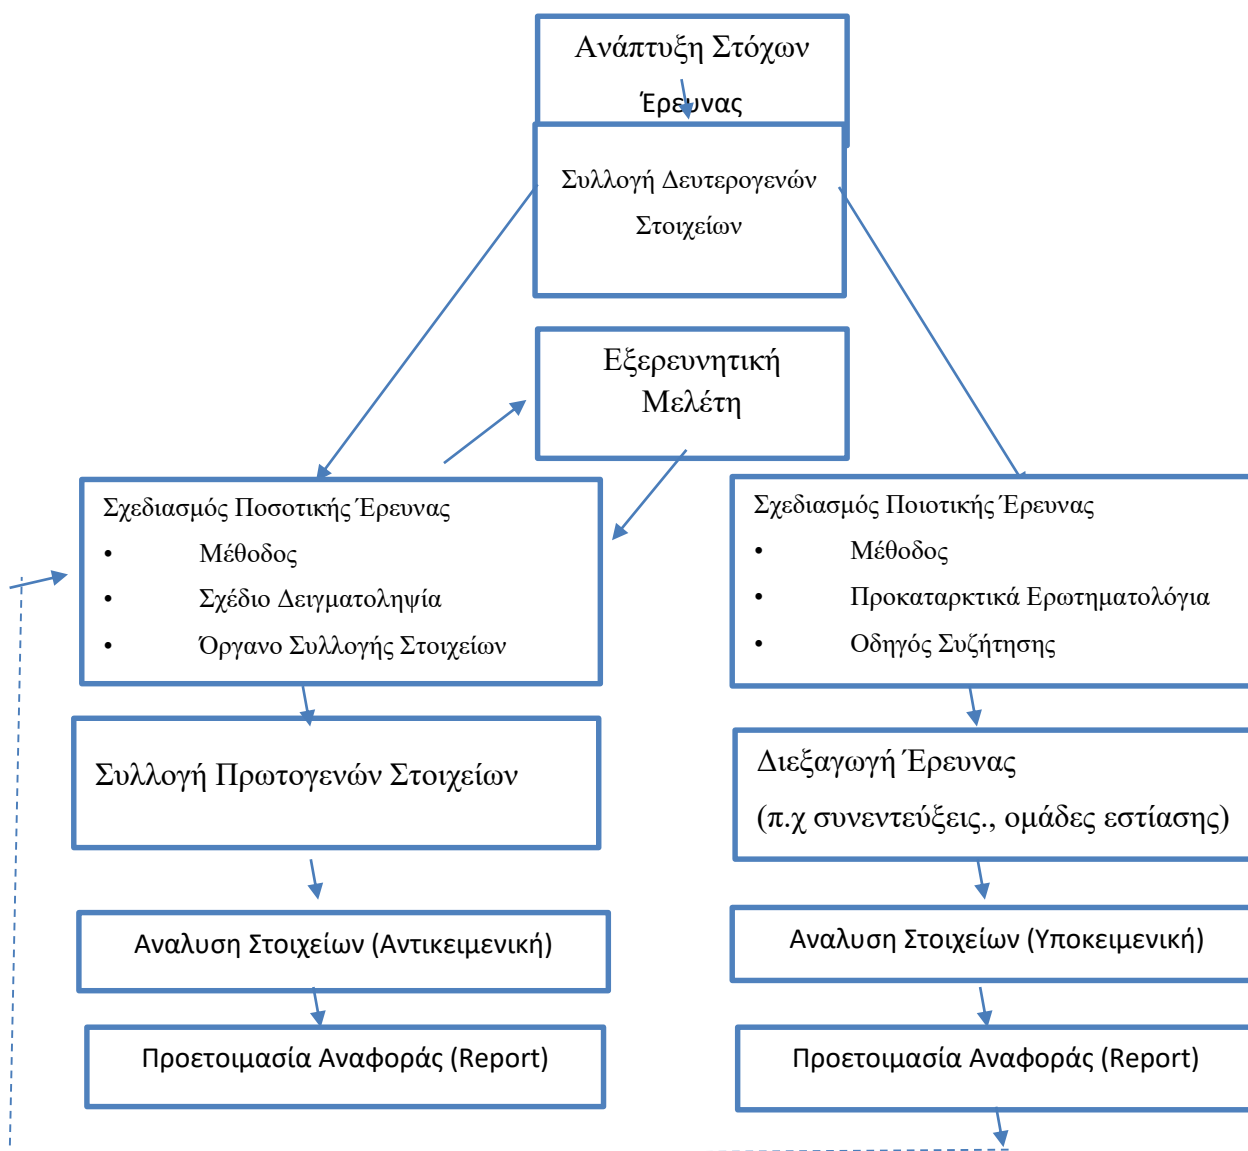 Ανάπτυξη Στόχων
Έρευνας
Συλλογή Δευτερογενών
Στοιχείων
Εξερευνητική
Μελέτη
Σχεδιασμός Ποσοτικής Έρευνας
• Μέθοδος
• Σχέδιο Δειγματοληψία
• Όργανο Συλλογής Στοιχείων
Συλλογή Πρωτογενών Στοιχείων
Αναλυση Στοιχείων (Αντικειμενική)
Προετοιμασία Αναφοράς (Report)
Σχεδιασμός Ποιοτικής Έρευνας
• Μέθοδος
• Προκαταρκτικά Ερωτηματολόγια
• Οδηγός Συζήτησης
Διεξαγωγή Έρευνας
(π.χ συνεντεύξεις., ομάδες εστίασης)
Αναλυση Στοιχείων (Υποκειμενική)
Προετοιμασία Αναφοράς (Report)